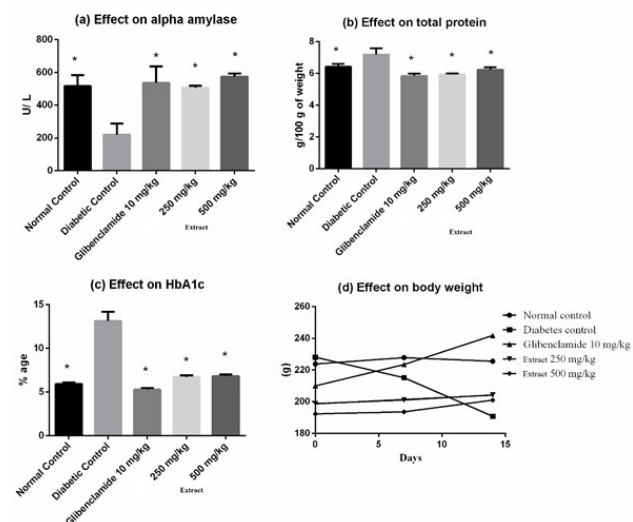 (a) Effect on alpha amylase
U/ L
800
600
400
200
0
*
*
*
*
Normal Control
Diabetic Control
Glibenclamide 10 mg/kg
250 mg/kg
500 mg/kg
Extract
(b) Effect on total protein
g/100 g of weight
8
6
4
2
0
*
*
*
*
Normal Control
Diabetic Control
Glibenclamide 10 mg/kg
250 mg/kg
500 mg/kg
Extract
(c) Effect on HbA1c
% age
15
10
5
0
*
*
*
*
Normal Control
Diabetic Control
Glibenclamide 10 mg/kg
250 mg/kg
500 mg/kg
Extract
(d) Effect on body weight
(g)
260
240
220
200
180
0
5
10
15
Days
Normal control
Diabetes control
Glibenclamide 10 mg/kg
Extract 250 mg/kg
Extract 500 mg/kg